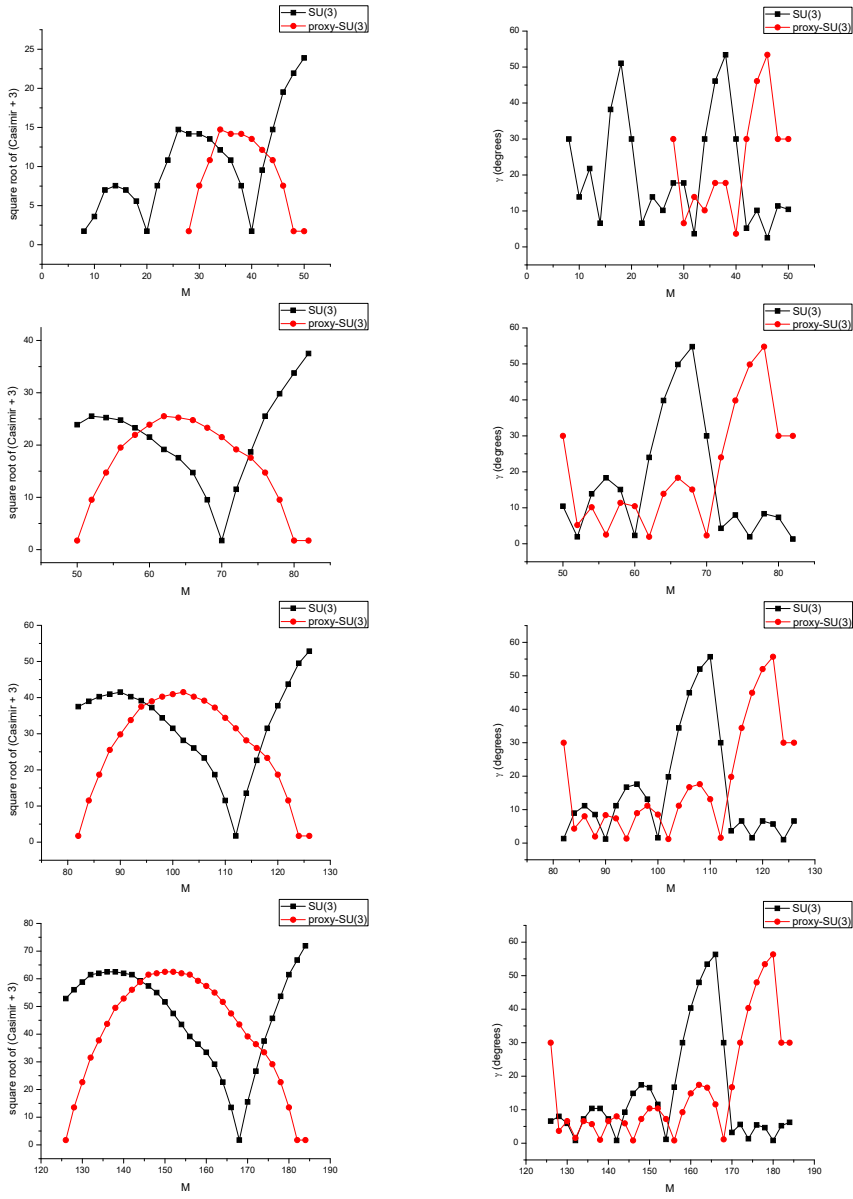 SU(3)
proxy-SU(3)
25
20
15
10
5
0
square root of (Casimir + 3)
0 10 20 30 40 50
M
SU(3)
proxy-SU(3)
60
50
40
30
20
10
0
γ (degrees)
0 10 20 30 40 50
M
SU(3)
proxy-SU(3)
40
30
20
10
0
square root of (Casimir + 3)
50 60 70 80
M
SU(3)
proxy-SU(3)
60
50
40
30
20
10
0
γ (degrees)
50 60 70 80
M
SU(3)
proxy-SU(3)
60
50
40
30
20
10
0
square root of (Casimir + 3)
80 90 100 110 120 130
M
SU(3)
proxy-SU(3)
60
50
40
30
20
10
0
γ (degrees)
80 90 100 110 120 130
M
SU(3)
proxy-SU(3)
80
70
60
50
40
30
20
10
0
square root of (Casimir + 3)
120 130 140 150 160 170 180 190
M
SU(3)
proxy-SU(3)
60
50
40
30
20
10
0
γ (degrees)
120 130 140 150 160 170 180 190
M